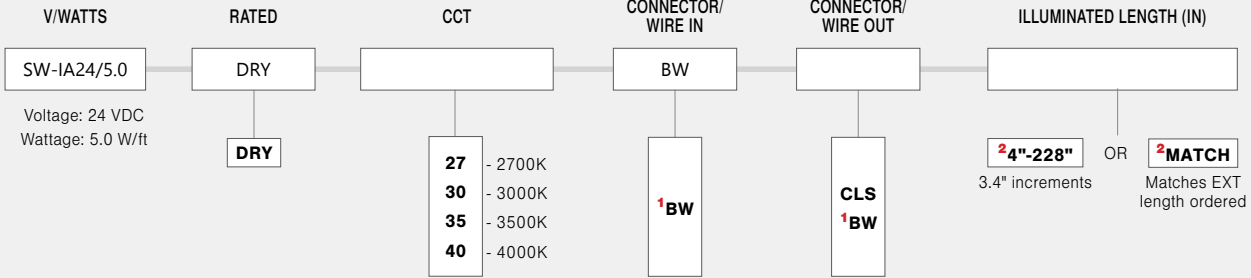 V/WATTS
RATED
CCT
CONNECTOR/
WIRE IN
CONNECTOR/
WIRE OUT
ILLUMINATED LENGTH (IN)
SW-IA24/5.0
DRY
BW
Voltage: 24 VDC
Wattage: 5.0 W/ft
DRY
27 - 2700K
30 - 3000K
35 - 3500K
40 - 4000K
1BW
CLS
1BW
24"-228" OR 2MATCH
3.4" increments
Matches EXT
length ordered